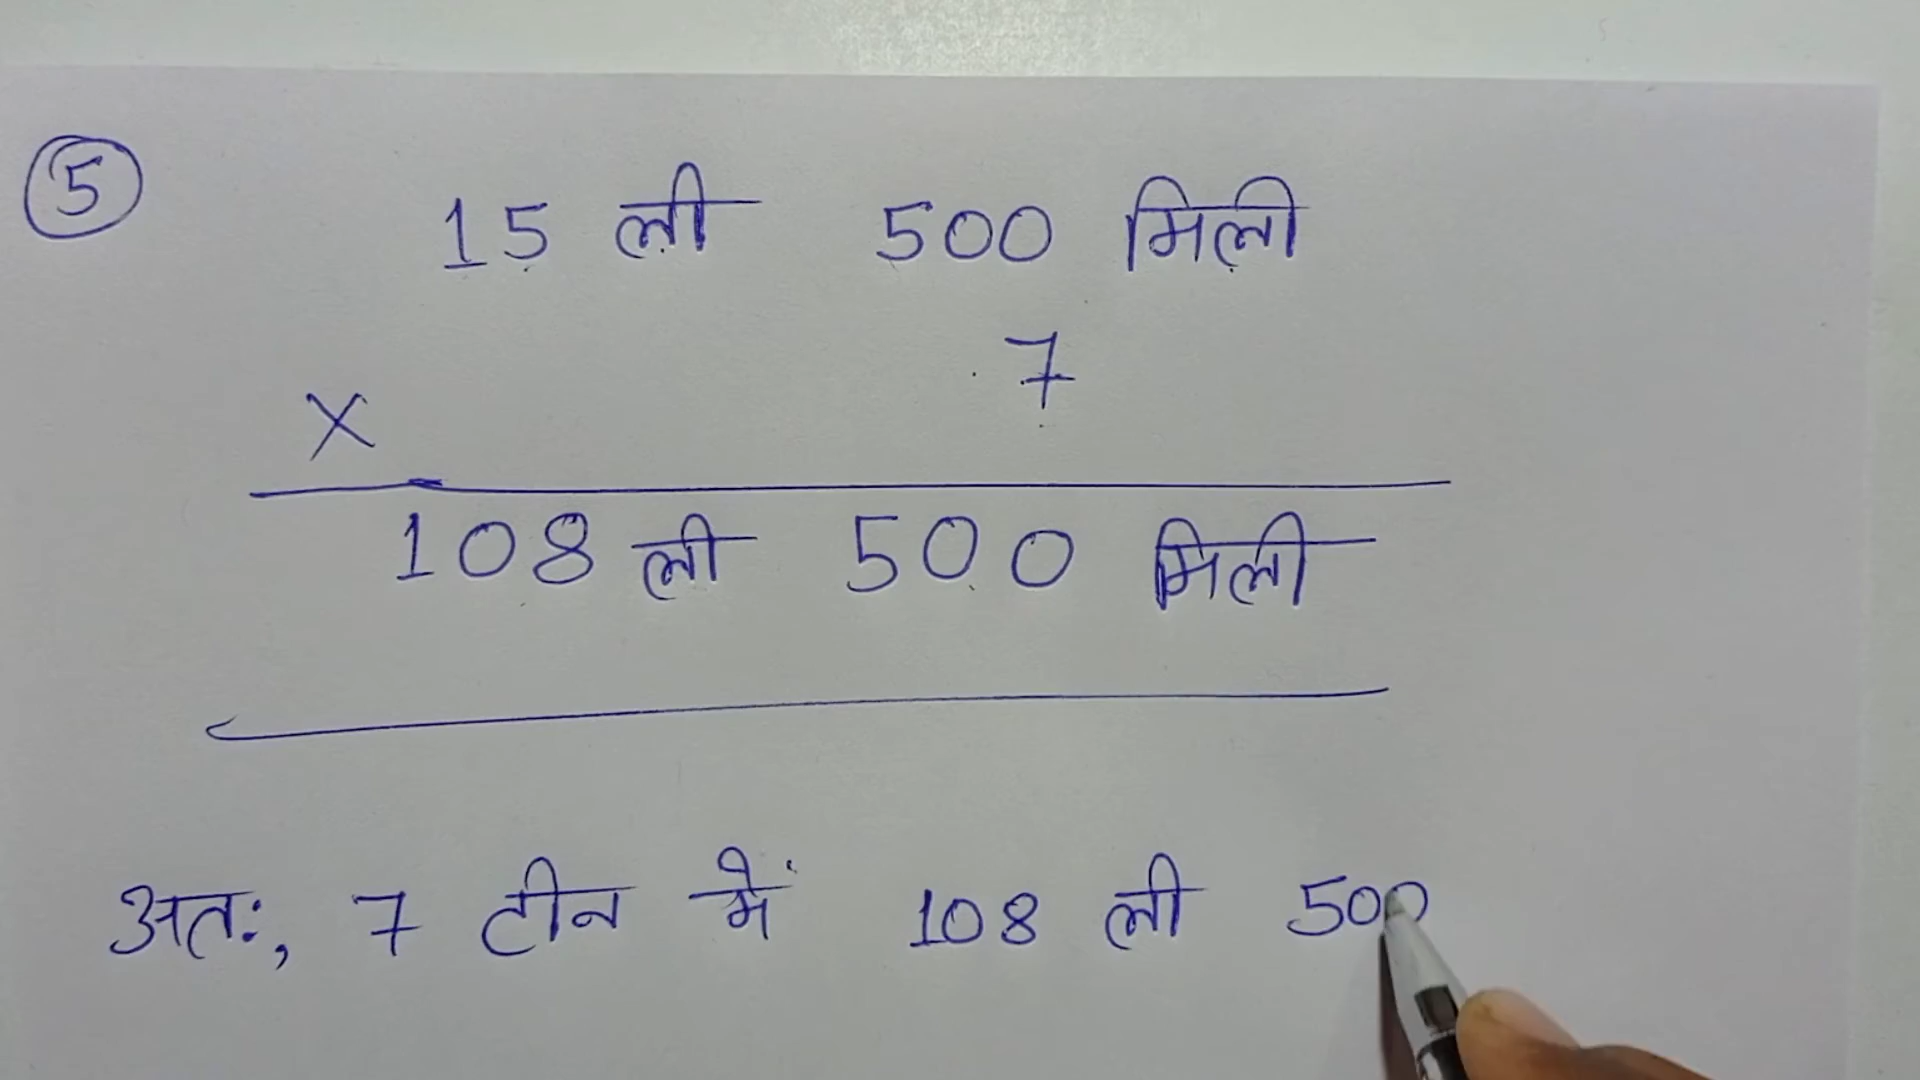 5
15 ली 500 मिली
7
×
108 ली 500 मिली
अतः, 7 टीन में 108 ली 500